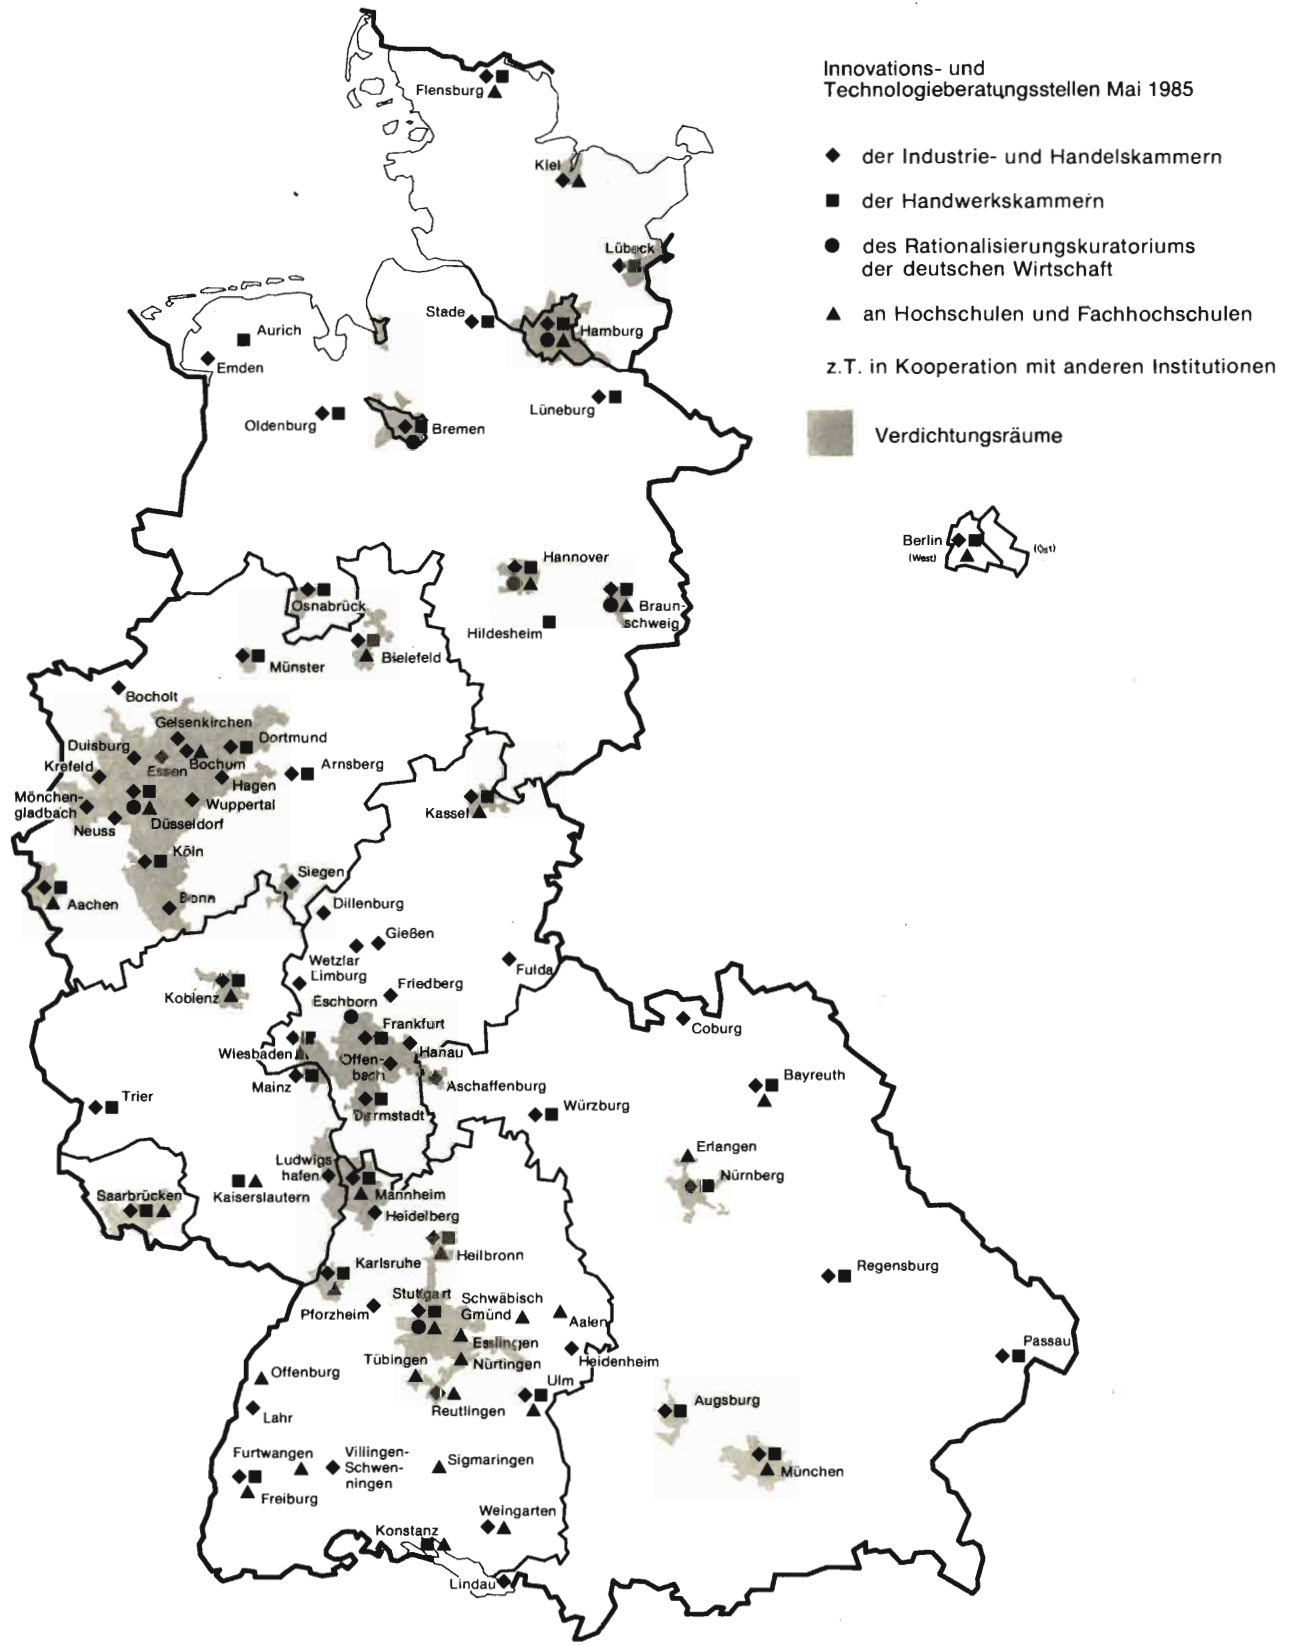 Innovations- und
Technologieberatungsstellen Mai 1985
der Industrie- und Handelskammern
der Handwerkskammern
des Rationalisierungskuratoriums
der deutschen Wirtschaft
an Hochschulen und Fachhochschulen
z.T. in Kooperation mit anderen Institutionen
Verdichtungsräume
Flensburg
Kiel
Lübeck
Stade
Hamburg
Aurich
Emden
Lüneburg
Oldenburg
Bremen
Berlin
(West)
(Ost)
Hannover
Osnabrück
Braun-
schweig
Hildesheim
Münster
Bielefeld
Bocholt
Gelsenkirchen
Dortmund
Duisburg
Essen
Bochum
Krefeld
Arnsberg
Hagen
Mönchen-
gladbach
Wuppertal
Neuss
Düsseldorf
Kassel
Köln
Siegen
Aachen
Bonn
Dillenburg
Gießen
Wetzlar
Limburg
Fulda
Koblenz
Friedberg
Eschborn
Frankfurt
Coburg
Wiesbaden
Offen-
bach
Hanau
Mainz
Aschaffenburg
Bayreuth
Trier
Darmstadt
Würzburg
Erlangen
Ludwigs-
hafen
Nürnberg
Saarbrücken
Kaiserslautern
Mannheim
Heidelberg
Heilbronn
Karlsruhe
Regensburg
Stuttgart
Schwäbisch
Gmünd
Pforzheim
Aalen
Esslingen
Passau
Tübingen
Nürtingen
Heidenheim
Offenburg
Ulm
Reutlingen
Augsburg
Lahr
Furtwangen
Villingen-
Schwen-
ningen
Sigmaringen
München
Freiburg
Weingarten
Konstanz
Lindau